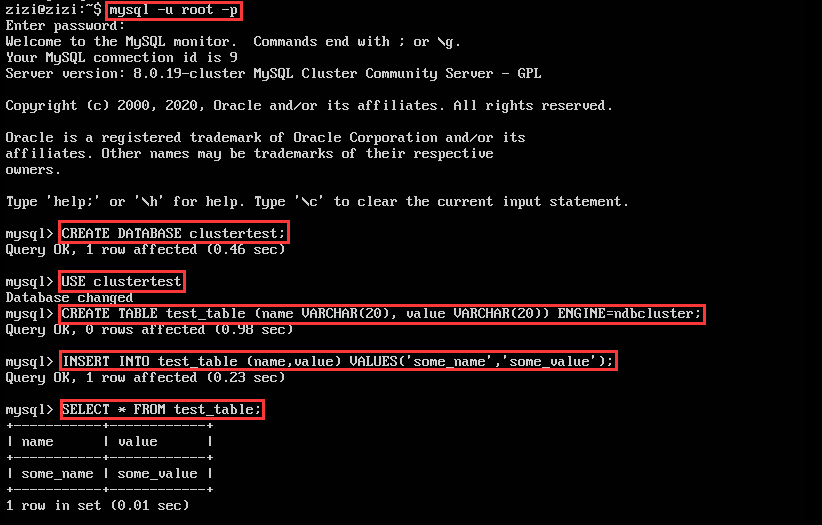 zizi@zizi:~$ mysql -u root -p
Enter password:
Welcome to the MySQL monitor.  Commands end with ; or \g.
Your MySQL connection id is 9
Server version: 8.0.19-cluster MySQL Cluster Community Server - GPL

Copyright (c) 2000, 2020, Oracle and/or its affiliates. All rights reserved.

Oracle is a registered trademark of Oracle Corporation and/or its
affiliates. Other names may be trademarks of their respective
owners.

Type 'help;' or '\h' for help. Type '\c' to clear the current input statement.

mysql> CREATE DATABASE clustertest;
Query OK, 1 row affected (0.46 sec)

mysql> USE clustertest
Database changed
mysql> CREATE TABLE test_table (name VARCHAR(20), value VARCHAR(20)) ENGINE=ndbcluster;
Query OK, 0 rows affected (0.98 sec)

mysql> INSERT INTO test_table (name,value) VALUES('some_name','some_value');
Query OK, 1 row affected (0.23 sec)

mysql> SELECT * FROM test_table;
+-----------+------------+
| name      | value      |
+-----------+------------+
| some_name | some_value |
+-----------+------------+
1 row in set (0.01 sec)